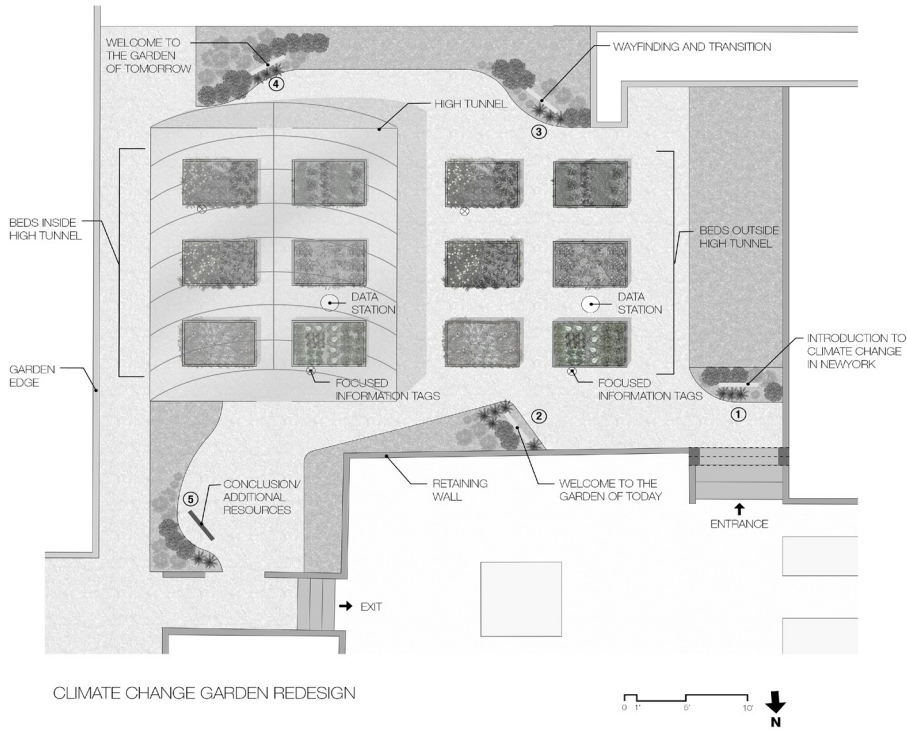 WELCOME TO
THE GARDEN
OF TOMORROW
④
WAYFINDING AND TRANSITION
③
HIGH TUNNEL
BEDS INSIDE
HIGH TUNNEL
BEDS OUTSIDE
HIGH TUNNEL
DATA
STATION
DATA
STATION
INTRODUCTION TO
CLIMATE CHANGE
IN NEWYORK
GARDEN
EDGE
FOCUSED
INFORMATION TAGS
FOCUSED
INFORMATION TAGS
①
②
⑤
CONCLUSION/
ADDITIONAL
RESOURCES
RETAINING
WALL
WELCOME TO THE
GARDEN OF TODAY
ENTRANCE
EXIT
CLIMATE CHANGE GARDEN REDESIGN
0 1' 5' 10'
N